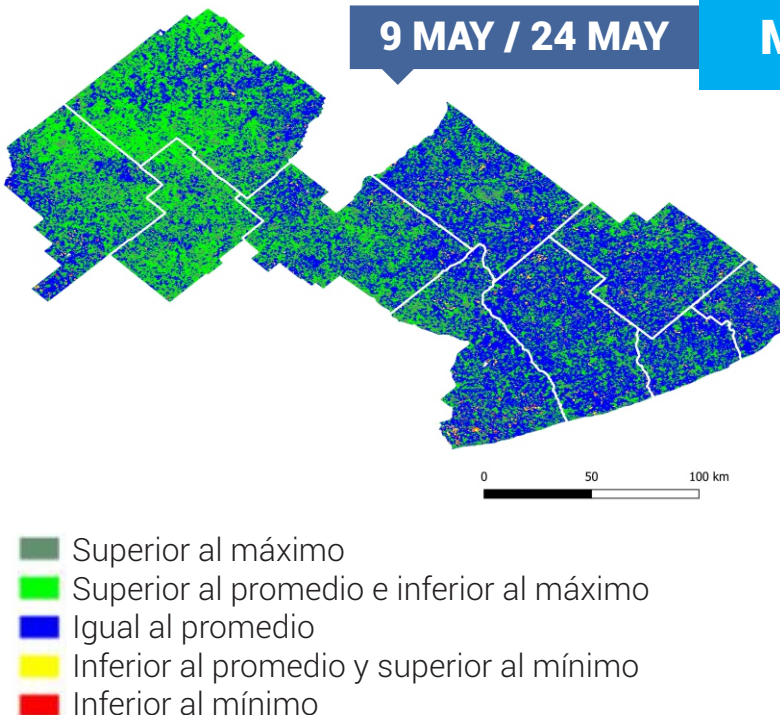 9 MAY / 24 MAY
0 50 100 km
Superior al máximo
Superior al promedio e inferior al máximo
Igual al promedio
Inferior al promedio y superior al mínimo
Inferior al mínimo